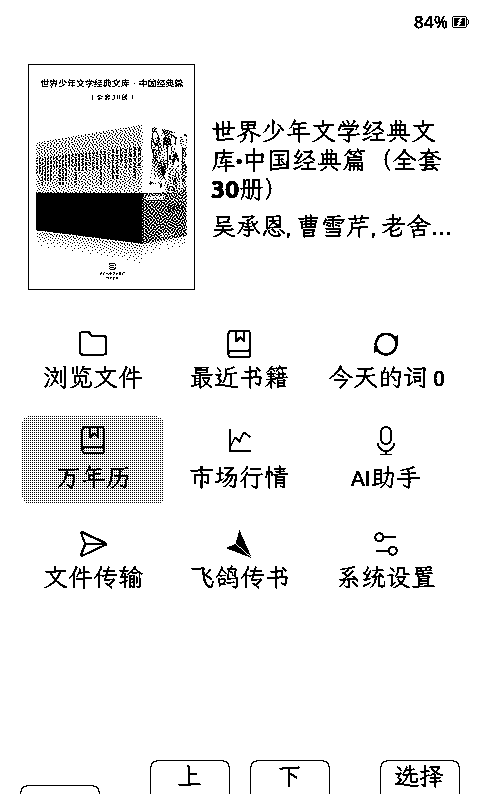 84%
世界少年文学经典文库·中国经典篇
（全套30册）
世界少年文学经典文
库·中国经典篇（全套
30册）
吴承恩, 曹雪芹, 老舍...
浏览文件
最近书籍
今天的词 0
万年历
市场行情
AI助手
文件传输
飞鸽传书
系统设置
上
下
选择